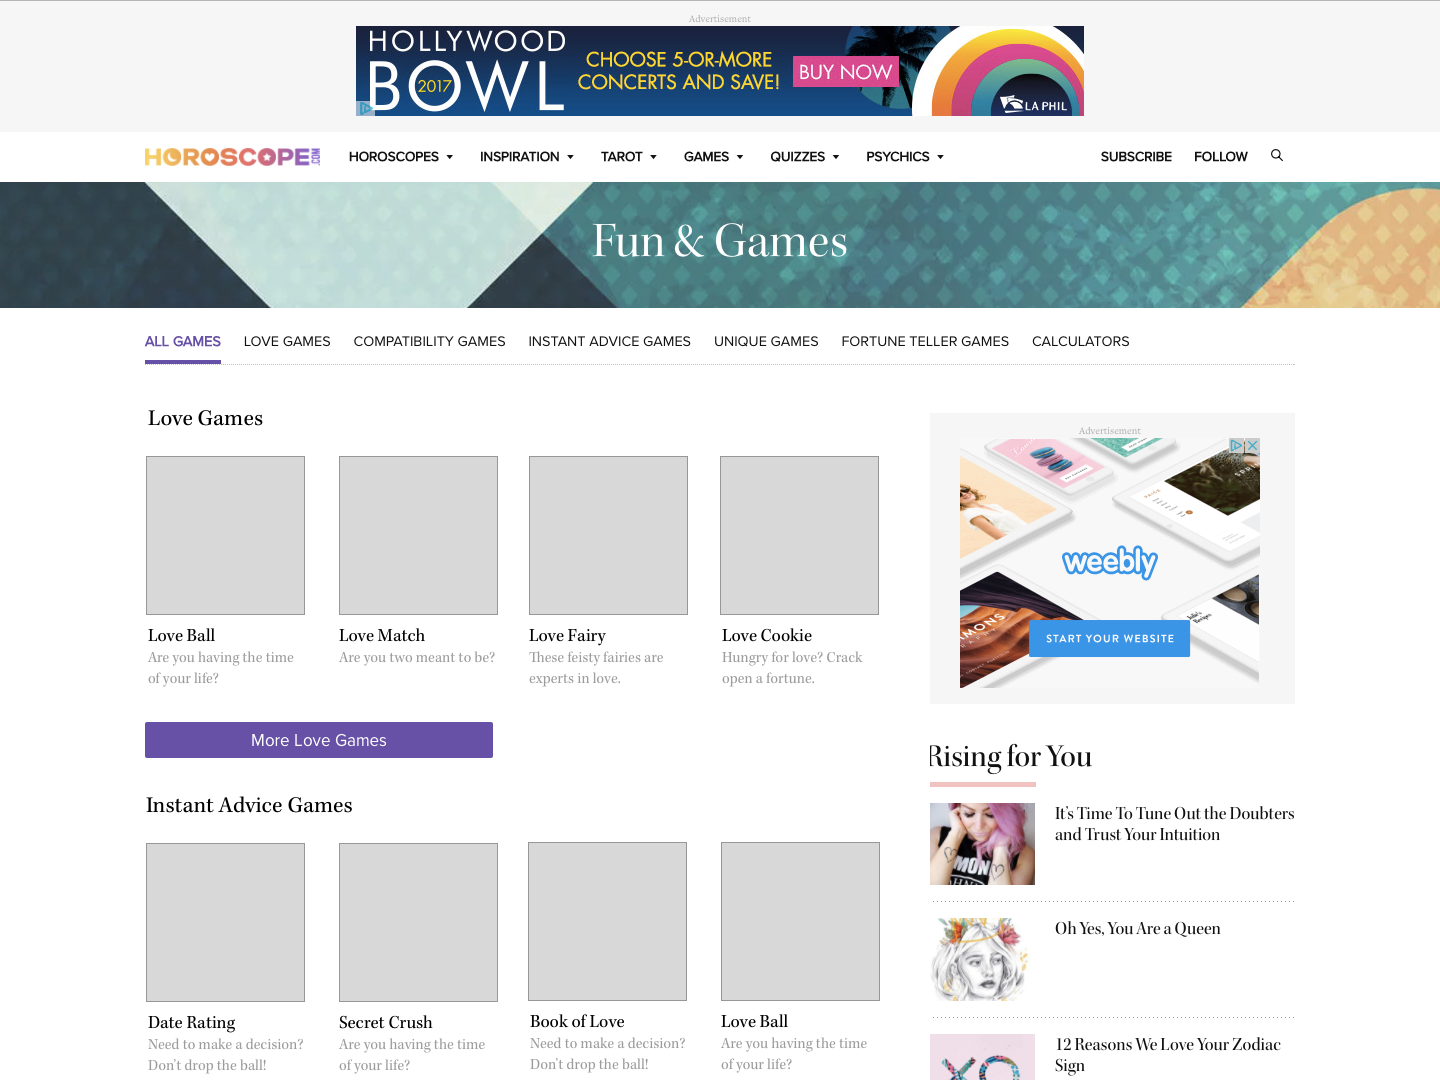 Advertisement
HOLLYWOOD
BOWL
2017
CHOOSE 5-OR-MORE
CONCERTS AND SAVE!
BUY NOW
LA PHIL
HOROSCOPE.COM
HOROSCOPES
INSPIRATION
TAROT
GAMES
QUIZZES
PSYCHICS
SUBSCRIBE
FOLLOW
Fun & Games
ALL GAMES
LOVE GAMES
COMPATIBILITY GAMES
INSTANT ADVICE GAMES
UNIQUE GAMES
FORTUNE TELLER GAMES
CALCULATORS
Love Games
Love Ball
Are you having the time
of your life?
Love Match
Are you two meant to be?
Love Fairy
These feisty fairies are
experts in love.
Love Cookie
Hungry for love? Crack
open a fortune.
More Love Games
Instant Advice Games
Date Rating
Need to make a decision?
Don't drop the ball!
Secret Crush
Are you having the time
of your life?
Book of Love
Need to make a decision?
Don't drop the ball!
Love Ball
Are you having the time
of your life?
Advertisement
weebly
START YOUR WEBSITE
Rising for You
It's Time To Tune Out the Doubters
and Trust Your Intuition
Oh Yes, You Are a Queen
12 Reasons We Love Your Zodiac
Sign
XO